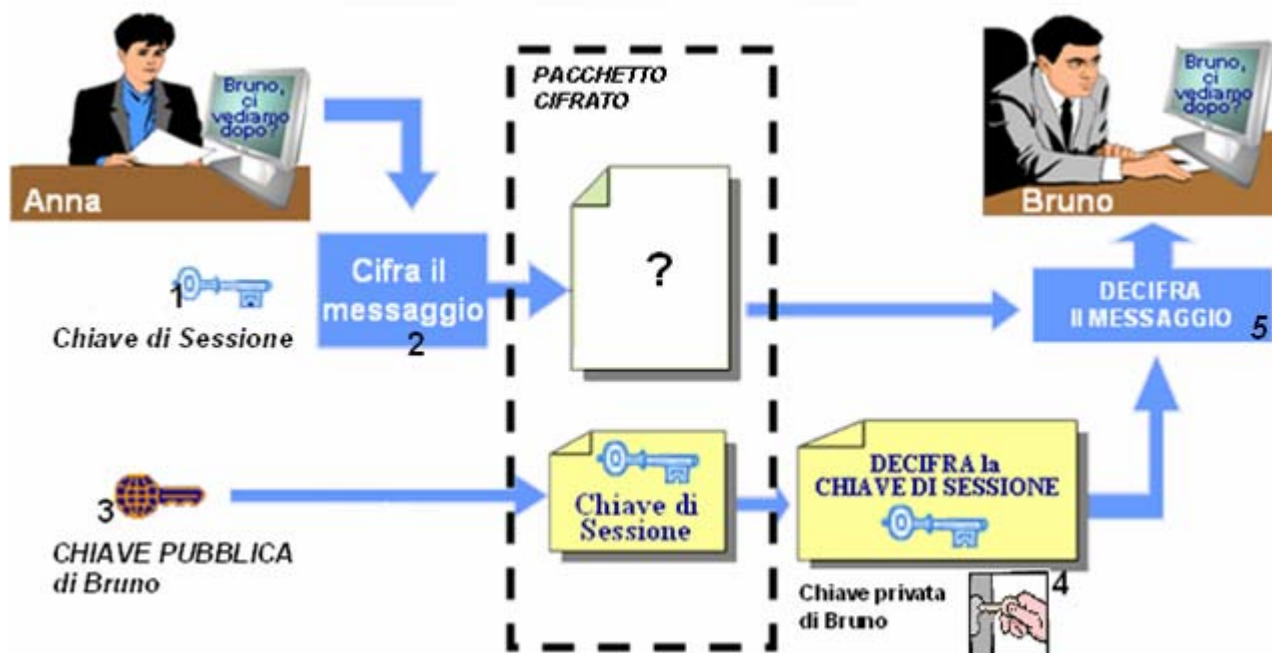 Bruno,
ci
vediamo
dopo?
Anna
PACCHETTO
CIFRATO
Bruno,
ci
vediamo
dopo?
Bruno
1
Chiave di Sessione
Cifra il
messaggio
2
?
DECIFRA
Il MESSAGGIO
5
3
CHIAVE PUBBLICA
di Bruno
Chiave di
Sessione
DECIFRA la
CHIAVE DI SESSIONE
4
Chiave privata
di Bruno